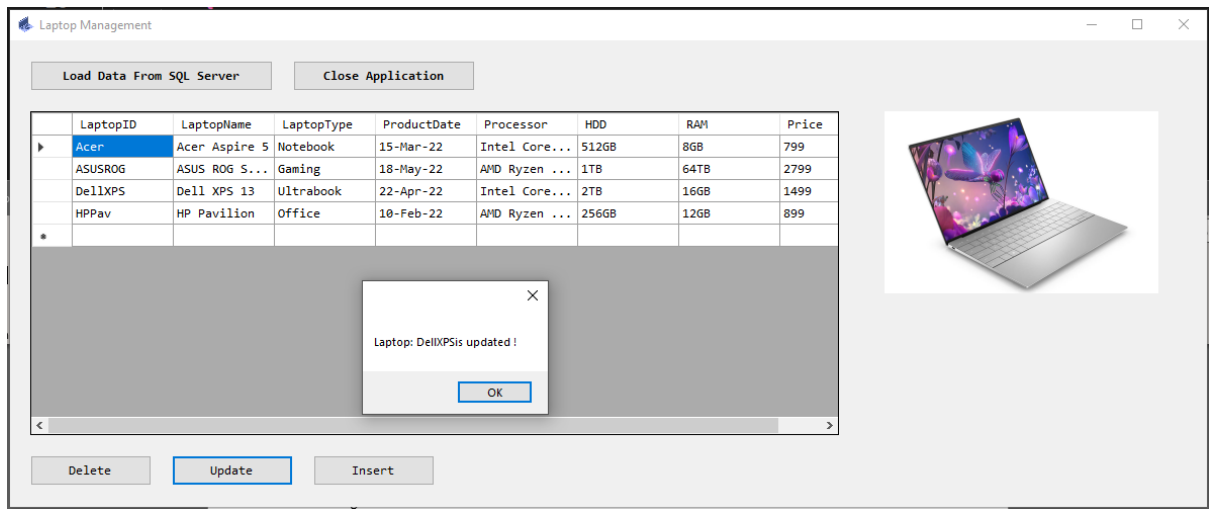 Laptop Management
Load Data From SQL Server Close Application
LaptopID LaptopName LaptopType ProductDate Processor HDD RAM Price
Acer Acer Aspire 5 Notebook 15-Mar-22 Intel Core... 512GB 8GB 799
ASUSROG ASUS ROG S... Gaming 18-May-22 AMD Ryzen ... 1TB 64TB 2799
DellXPS Dell XPS 13 Ultrabook 22-Apr-22 Intel Core... 2TB 16GB 1499
HPPav HP Pavilion Office 10-Feb-22 AMD Ryzen ... 256GB 12GB 899
Laptop: DellXPSis updated !
OK
Delete Update Insert